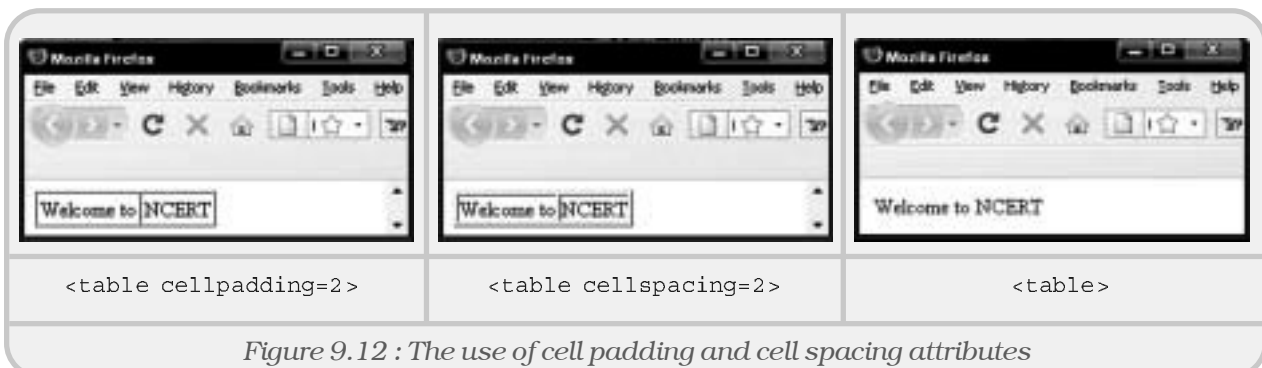 Mozilla Firefox
File Edit View History Bookmarks Tools Help
Welcome to NCERT
Mozilla Firefox
File Edit View History Bookmarks Tools Help
Welcome to NCERT
Mozilla Firefox
File Edit View History Bookmarks Tools Help
Welcome to NCERT
<table cellpadding=2>
<table cellspacing=2>
<table>
Figure 9.12 : The use of cell padding and cell spacing attributes